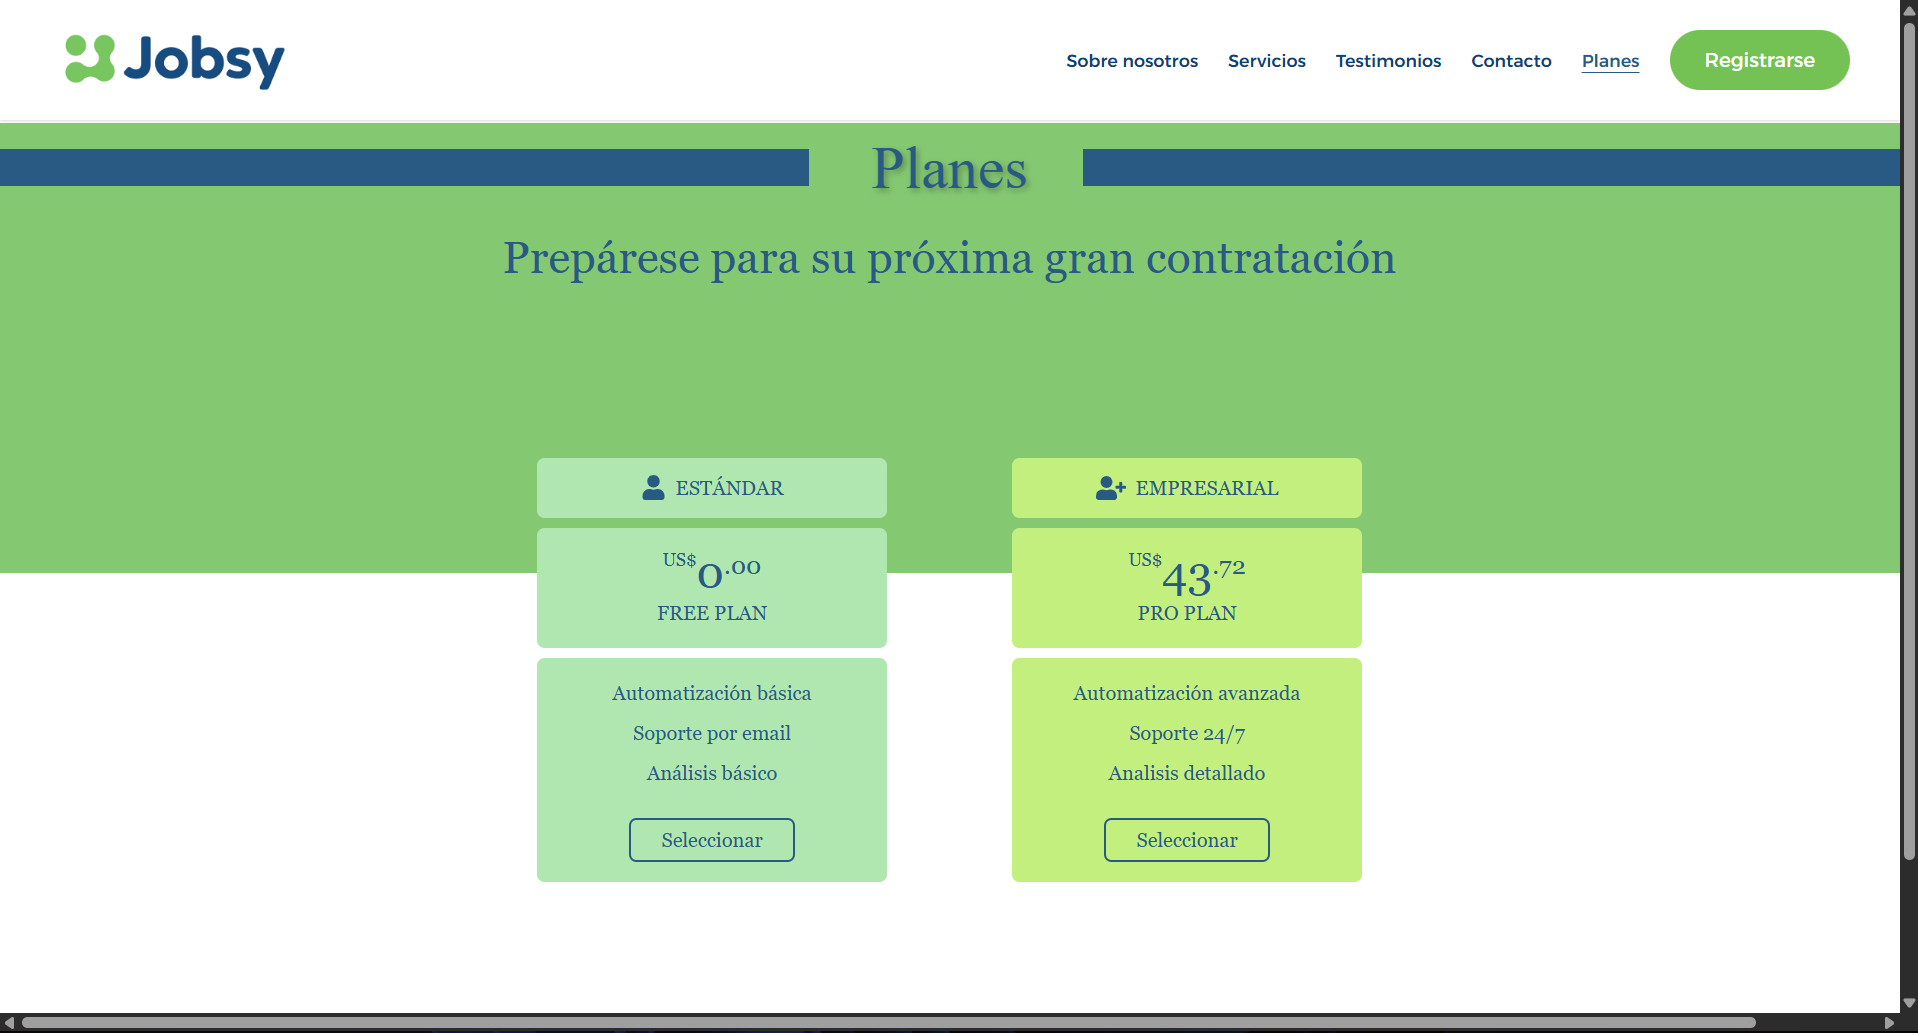 Jobsy
Sobre nosotros Servicios Testimonios Contacto Planes Registrarse
Planes
Prepárese para su próxima gran contratación
ESTÁNDAR
US$0.00
FREE PLAN
Automatización básica
Soporte por email
Análisis básico
Seleccionar
EMPRESARIAL
US$43.72
PRO PLAN
Automatización avanzada
Soporte 24/7
Analisis detallado
Seleccionar